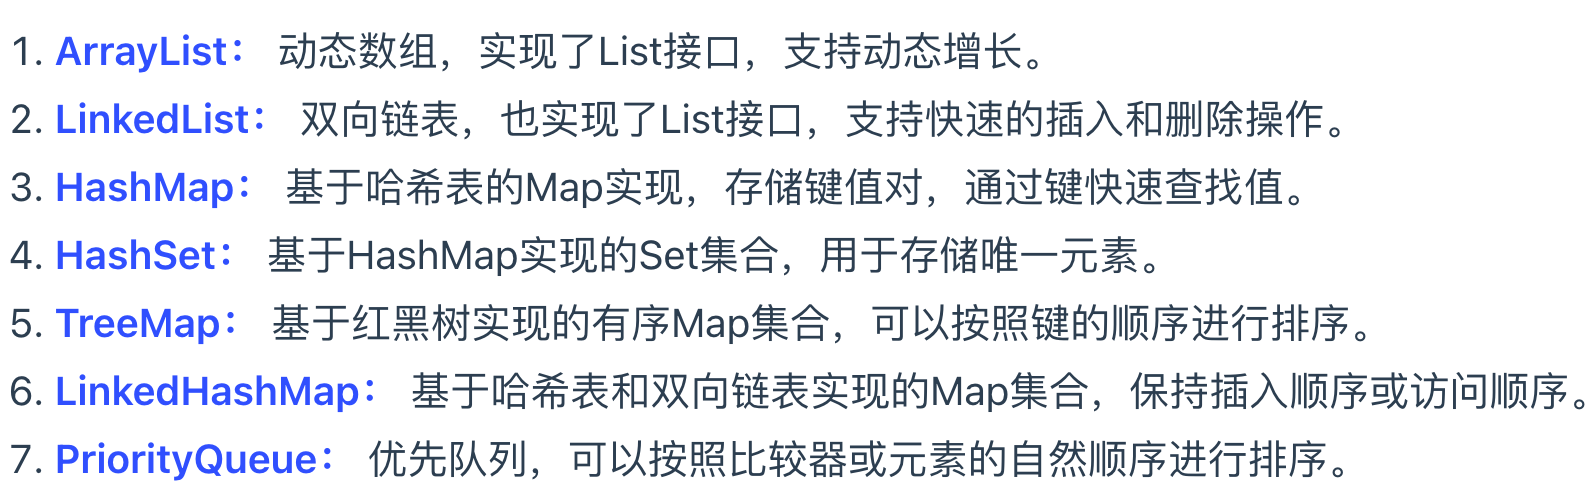 1. ArrayList： 动态数组，实现了List接口，支持动态增长。
2. LinkedList： 双向链表，也实现了List接口，支持快速的插入和删除操作。
3. HashMap： 基于哈希表的Map实现，存储键值对，通过键快速查找值。
4. HashSet： 基于HashMap实现的Set集合，用于存储唯一元素。
5. TreeMap： 基于红黑树实现的有序Map集合，可以按照键的顺序进行排序。
6. LinkedHashMap： 基于哈希表和双向链表实现的Map集合，保持插入顺序或访问顺序。
7. PriorityQueue： 优先队列，可以按照比较器或元素的自然顺序进行排序。